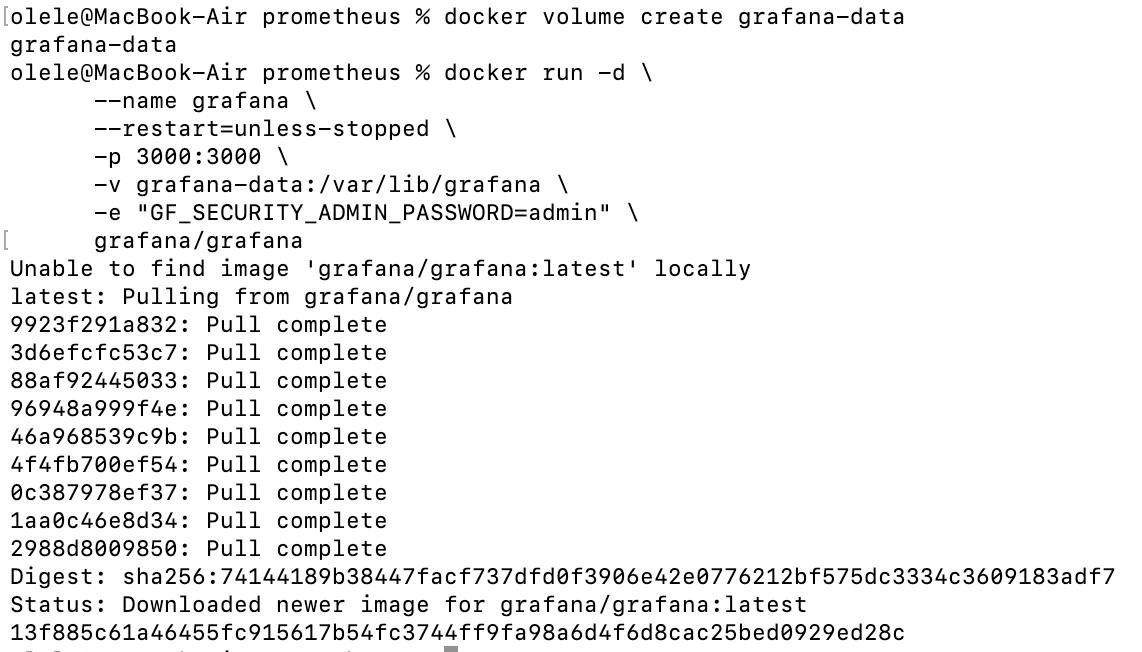 [olele@MacBook-Air prometheus % docker volume create grafana-data
grafana-data
olele@MacBook-Air prometheus % docker run -d \
--name grafana \
--restart=unless-stopped \
-p 3000:3000 \
-v grafana-data:/var/lib/grafana \
-e "GF_SECURITY_ADMIN_PASSWORD=admin" \
[ grafana/grafana
Unable to find image 'grafana/grafana:latest' locally
latest: Pulling from grafana/grafana
9923f291a832: Pull complete
3d6efcfc53c7: Pull complete
88af92445033: Pull complete
96948a999f4e: Pull complete
46a968539c9b: Pull complete
4f4fb700ef54: Pull complete
0c387978ef37: Pull complete
1aa0c46e8d34: Pull complete
2988d8009850: Pull complete
Digest: sha256:74144189b38447facf737dfd0f3906e42e0776212bf575dc3334c3609183adf7
Status: Downloaded newer image for grafana/grafana:latest
13f885c61a46455fc915617b54fc3744ff9fa98a6d4f6d8cac25bed0929ed28c